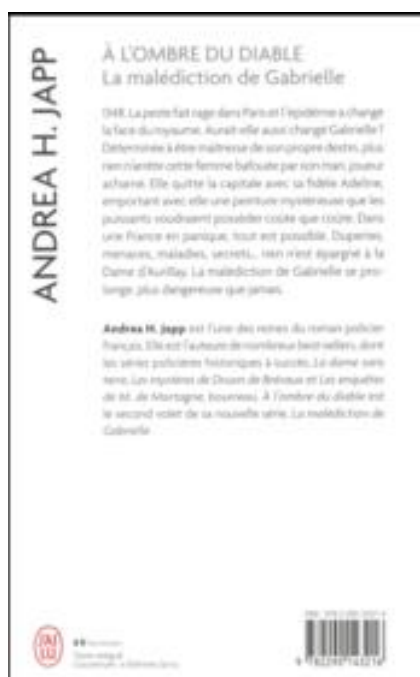 ANDREA H. JAPP
À L'OMBRE DU DIABLE
La malédiction de Gabrielle
1348. La peste fait rage dans Paris et l'épidémie a changé
la face du royaume. Aurait-elle aussi changé Gabrielle ?
Déterminée à être maîtresse de son propre destin, plus
rien n'arrête cette femme bafouée par son mari, joueur
acharné. Elle quitte la capitale avec sa fidèle Adeline,
emportant avec elle une peinture mystérieuse que les
puissants voudraient posséder coûte que coûte. Dans
une France en panique, tout est possible. Duperies,
menaces, maladies, secrets... rien n'est épargné à la
Dame d'Aurillay. La malédiction de Gabrielle se pro-
longe, plus dangereuse que jamais.
Andrea H. Japp est l'une des reines du roman policier
français. Elle est l'auteure de nombreux best-sellers, dont
les séries policières historiques à succès, La dame sans
terre, Les mystères de Druon de Brévaux et Les enquêtes
de M. de Mortagne, bourreau. À l'ombre du diable est
le second volet de sa nouvelle série, La malédiction de
Gabrielle.
J'AI
LU
Texte intégral